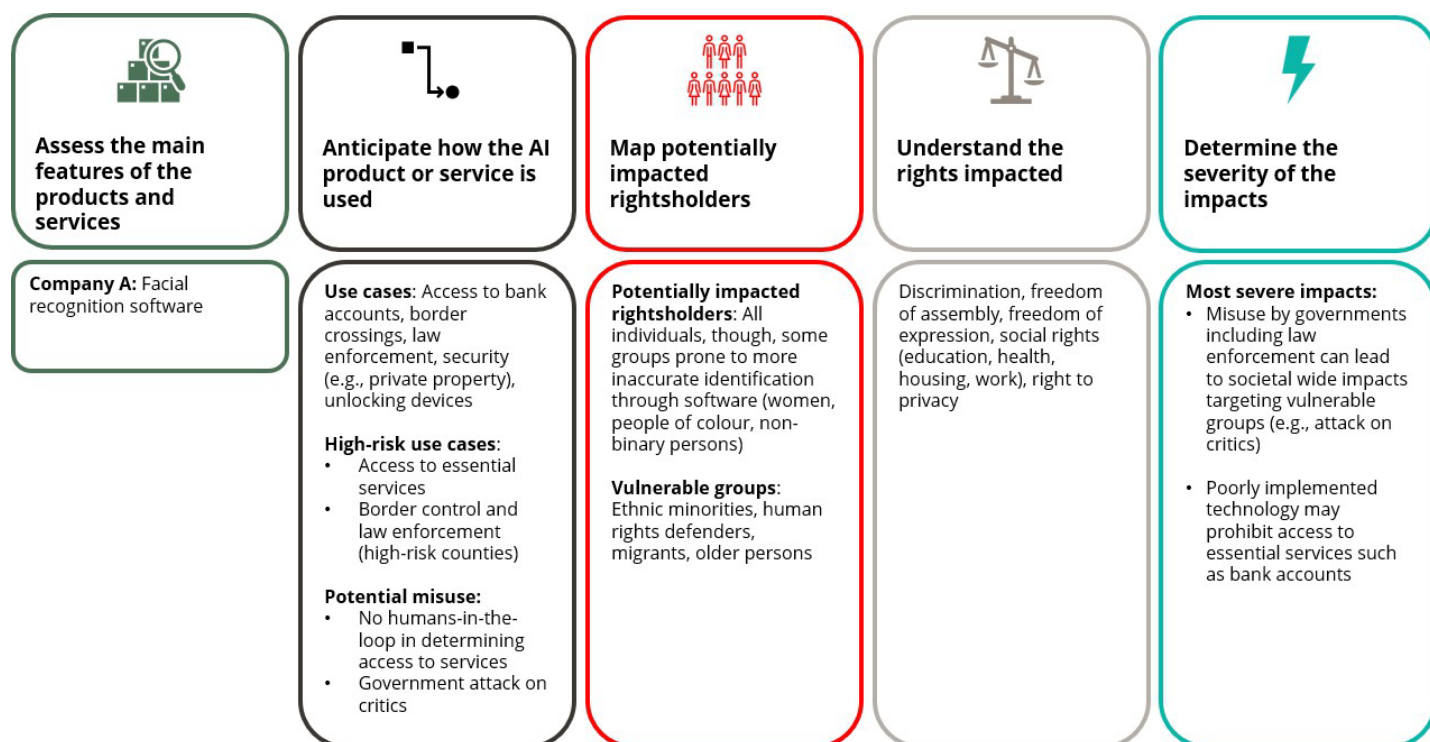 Assess the main
features of the
products and
services
Anticipate how the AI
product or service is
used
Map potentially
impacted
rightsholders
Understand the
rights impacted
Determine the
severity of the
impacts
Company A: Facial
recognition software
Use cases: Access to bank
accounts, border
crossings, law
enforcement, security
(e.g., private property),
unlocking devices
High-risk use cases:
• Access to essential
services
• Border control and
law enforcement
(high-risk counties)
Potential misuse:
• No humans-in-the-
loop in determining
access to services
• Government attack on
critics
Potentially impacted
rightsholders: All
individuals, though, some
groups prone to more
inaccurate identification
through software (women,
people of colour, non-
binary persons)
Vulnerable groups:
Ethnic minorities, human
rights defenders,
migrants, older persons
Discrimination, freedom
of assembly, freedom of
expression, social rights
(education, health,
housing, work), right to
privacy
Most severe impacts:
• Misuse by governments
including law
enforcement can lead
to societal wide impacts
targeting vulnerable
groups (e.g., attack on
critics)
• Poorly implemented
technology may
prohibit access to
essential services such
as bank accounts